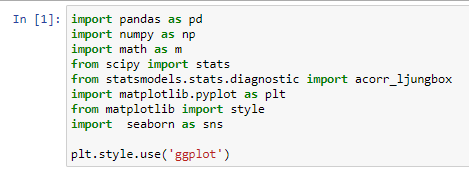 In [1]: import pandas as pd
import numpy as np
import math as m
from scipy import stats
from statsmodels.stats.diagnostic import acorr_ljungbox
import matplotlib.pyplot as plt
from matplotlib import style
import  seaborn as sns
plt.style.use('ggplot')